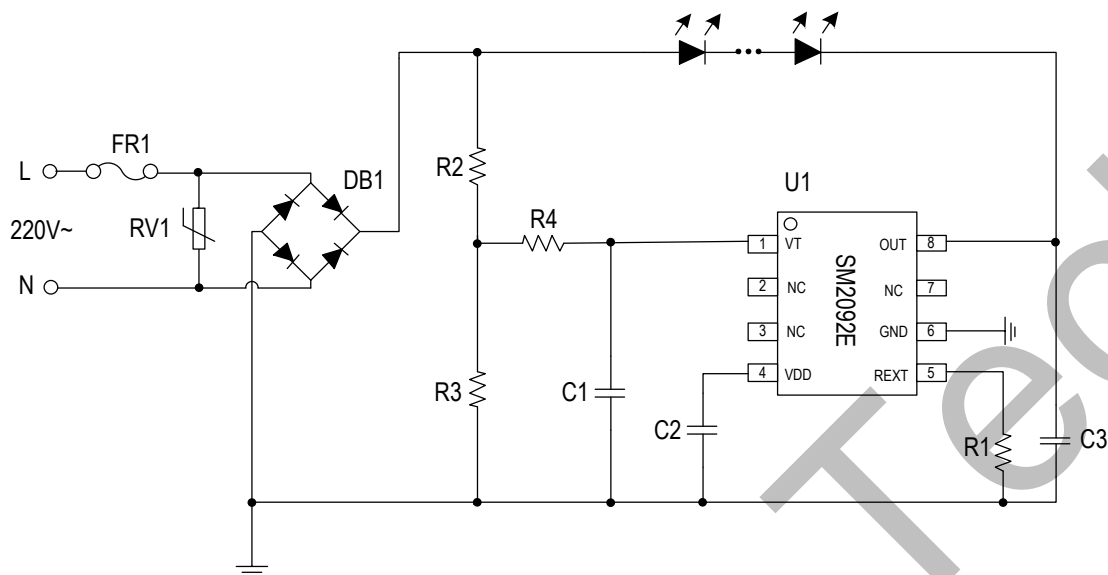 FR1
L
220V~
N
RV1
DB1
R2
R4
R3
C1
C2
U1
SM2092E
1 VT
2 NC
3 NC
4 VDD
OUT 8
NC 7
GND 6
REXT 5
R1
C3
Tec